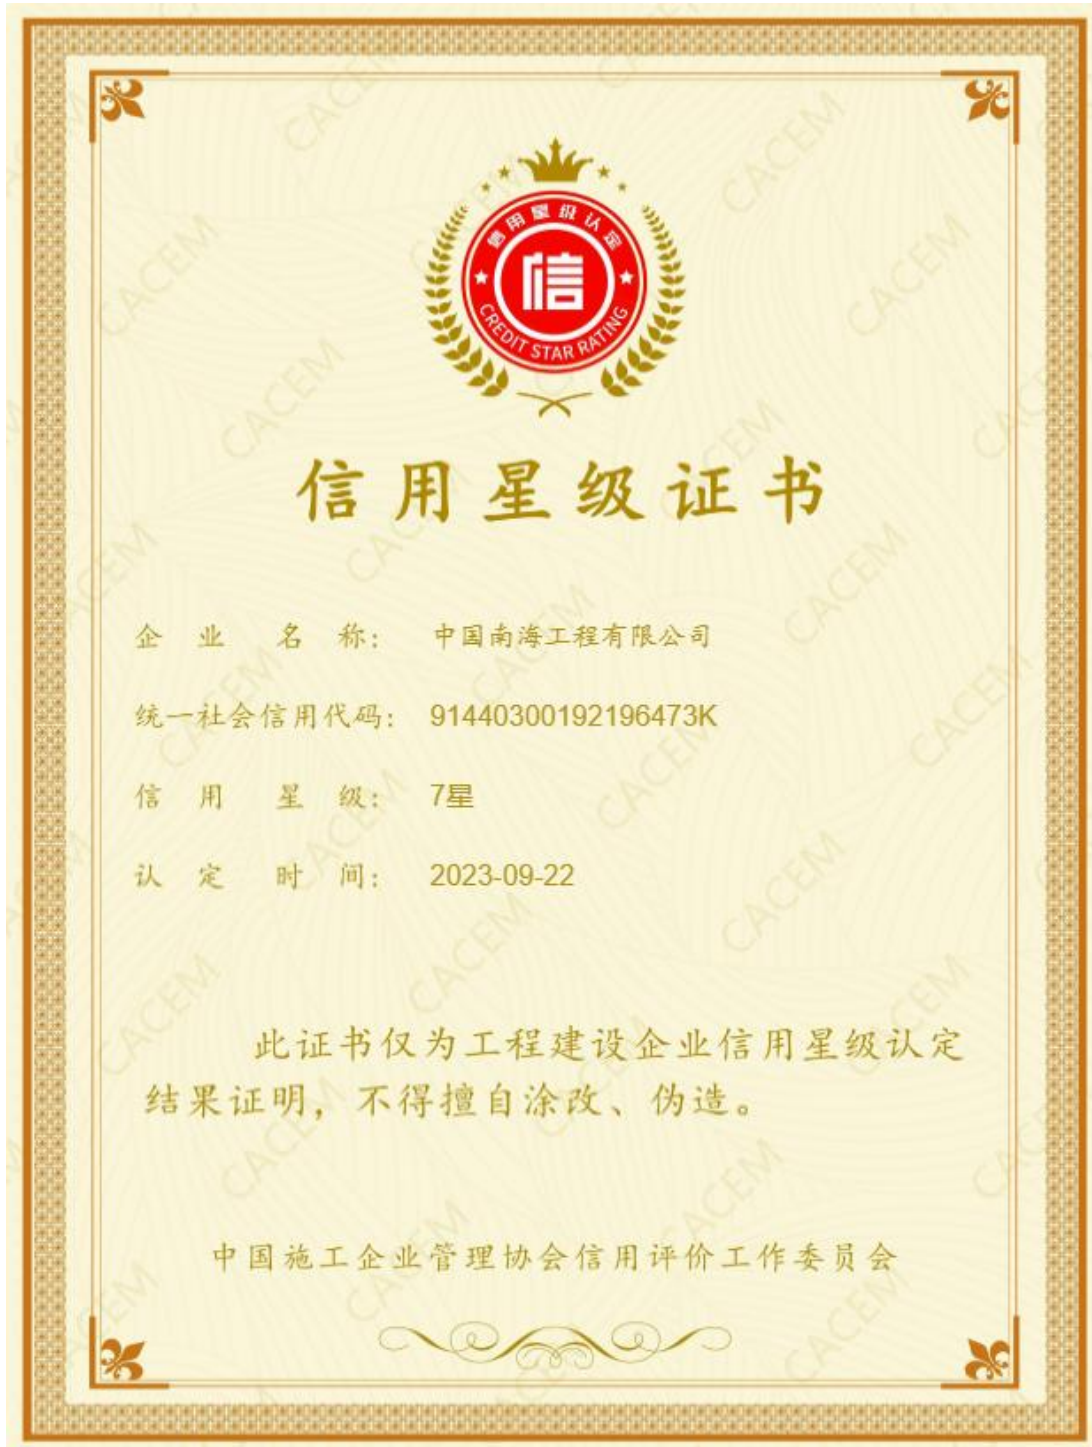 信用星级认定
信
CREDIT STAR RATING
信用星级证书
企业名称： 中国南海工程有限公司
统一社会信用代码： 91440300192196473K
信用星级： 7星
认定时间： 2023-09-22
此证书仅为工程建设企业信用星级认定
结果证明，不得擅自涂改、伪造。
中国施工企业管理协会信用评价工作委员会
CACEM